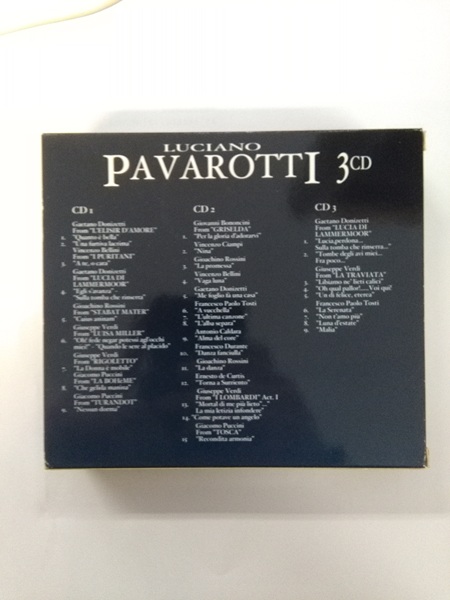 LUCIANO
PAVAROTTI 3CD
CD 1
Gaetano Donizetti
From "L'ELISIR D'AMORE"
1. "Quanto è bella"
2. "Una furtiva lacrima"
Vincenzo Bellini
From "I PURITANI"
3. "A te, o cara"
Gaetano Donizetti
From "LUCIA DI
LAMMERMOOR"
4. "Egli s'avanza"
"Sulla tomba che rinserra"
Gioachino Rossini
From "STABAT MATER"
5. "Cuius animam"
Giuseppe Verdi
From "LUISA MILLER"
6. "Oh! fede negar potessi agl'occhi
miei!" - "Quando le sere al placido"
Giuseppe Verdi
From "RIGOLETTO"
7. "La Donna è mobile"
Giacomo Puccini
From "LA BOHèME"
8. "Che gelida manina"
Giacomo Puccini
From "TURANDOT"
9. "Nessun dorma"
CD 2
Giovanni Bononcini
From "GRISELDA"
1. "Per la gloria d'adorarvi"
Vincenzo Ciampi
2. "Nina"
Gioachino Rossini
3. "La promessa"
Vincenzo Bellini
4. "Vaga luna"
Gaetano Donizetti
5. "Me voglio fà una casa"
Francesco Paolo Tosti
6. "A vucchella"
7. "L'ultima canzone"
8. "L'alba separa"
Antonio Caldara
9. "Alma del core"
Francesco Durante
10. "Danza fanciulla"
Gioachino Rossini
11. "La danza"
Ernesto de Curtis
12. "Torna a Surriento"
Giuseppe Verdi
From "I LOMBARDI" Act. I
13. "Mortal di me più lieto"..."
La mia letizia infondere"
14. "Come potave un angelo"
Giacomo Puccini
From "TOSCA"
15 "Recondita armonia"
CD 3
Gaetano Donizetti
From "LUCIA DI
LAMMERMOOR"
1. "Lucia,perdona...
Sulla tomba che rinserra..."
2. "Tombe degli avi miei...
Fra poco..."
Giuseppe Verdi
From "LA TRAVIATA"
3. "Libiamo ne' lieti calici"
4. "Oh qual pallor!.....Voi qui?
5. "Un dì felice, eterea"
Francesco Paolo Tosti
6. "La Serenata"
7. "Non t'amo più"
8. "Luna d'estate"
9. "Malia"